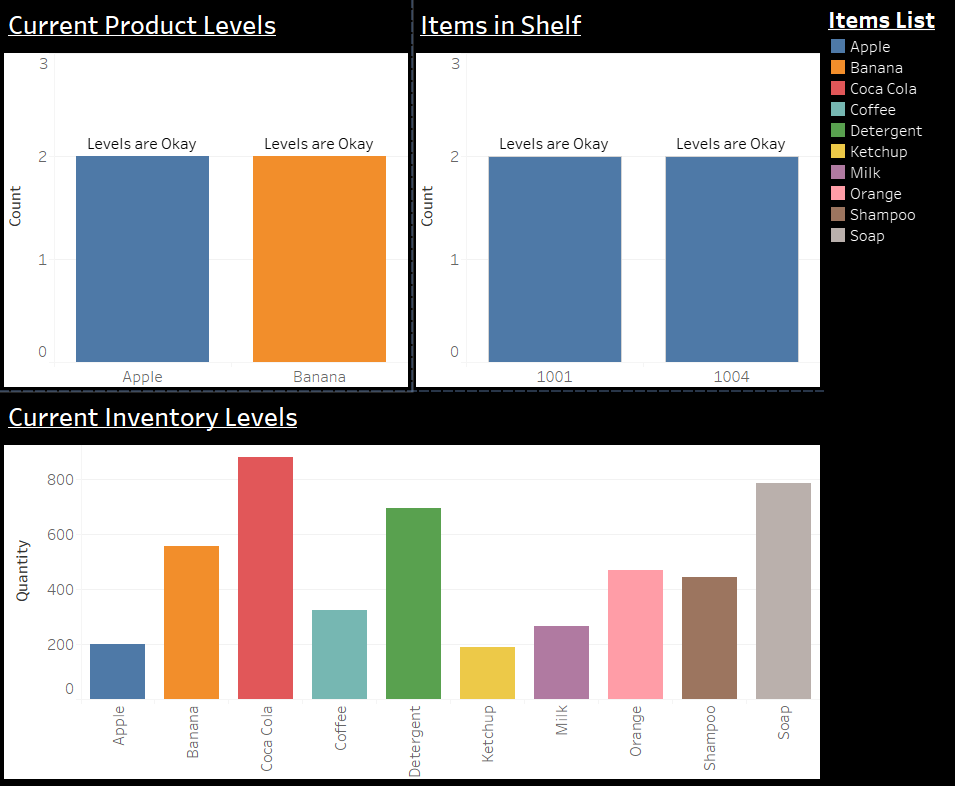 Current Product Levels
3
2
1
0
Count
Levels are Okay
Levels are Okay
Apple
Banana
Items in Shelf
3
2
1
0
Count
Levels are Okay
Levels are Okay
1001
1004
Items List
Apple
Banana
Coca Cola
Coffee
Detergent
Ketchup
Milk
Orange
Shampoo
Soap
Current Inventory Levels
800
600
400
200
0
Quantity
Apple
Banana
Coca Cola
Coffee
Detergent
Ketchup
Milk
Orange
Shampoo
Soap